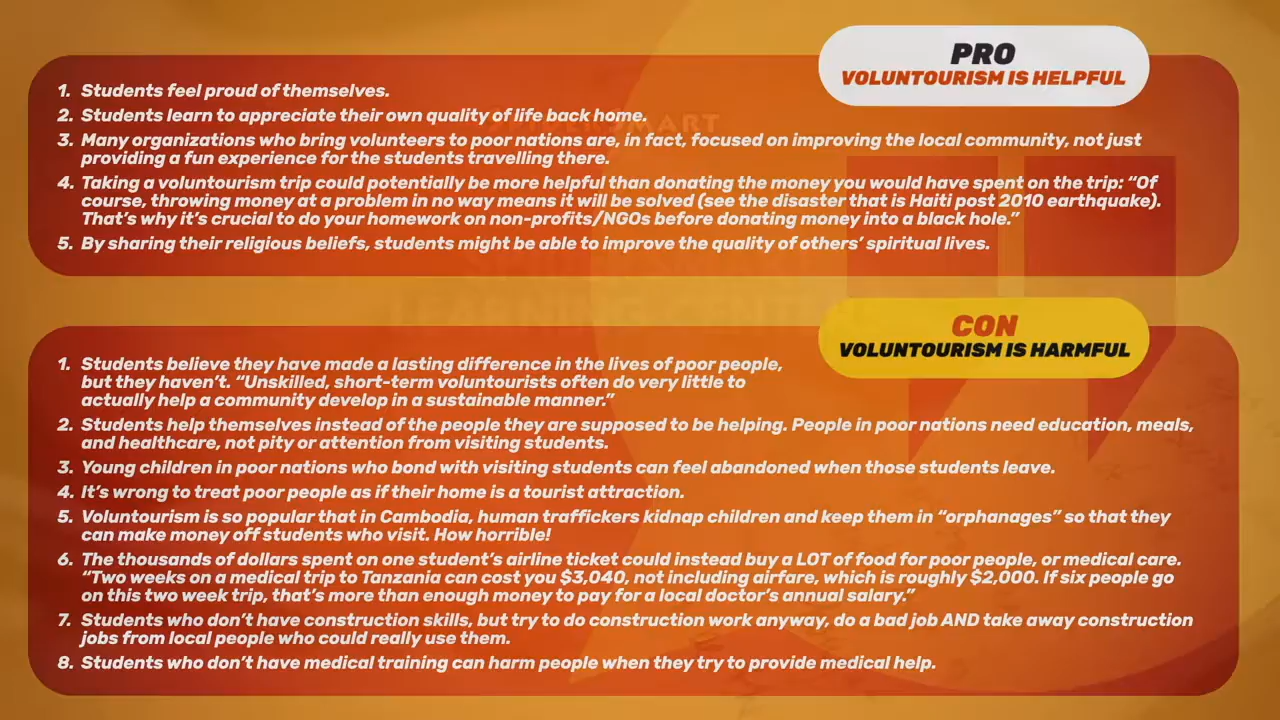 PRO
VOLUNTOURISM IS HELPFUL
1. Students feel proud of themselves.
2. Students learn to appreciate their own quality of life back home.
3. Many organizations who bring volunteers to poor nations are, in fact, focused on improving the local community, not just
providing a fun experience for the students travelling there.
4. Taking a voluntourism trip could potentially be more helpful than donating the money you would have spent on the trip: “Of
course, throwing money at a problem in no way means it will be solved (see the disaster that is Haiti post 2010 earthquake).
That’s why it’s crucial to do your homework on non-profits/NGOs before donating money into a black hole.”
5. By sharing their religious beliefs, students might be able to improve the quality of others’ spiritual lives.
CON
VOLUNTOURISM IS HARMFUL
1. Students believe they have made a lasting difference in the lives of poor people,
but they haven’t. “Unskilled, short-term voluntourists often do very little to
actually help a community develop in a sustainable manner.”
2. Students help themselves instead of the people they are supposed to be helping. People in poor nations need education, meals,
and healthcare, not pity or attention from visiting students.
3. Young children in poor nations who bond with visiting students can feel abandoned when those students leave.
4. It’s wrong to treat poor people as if their home is a tourist attraction.
5. Voluntourism is so popular that in Cambodia, human traffickers kidnap children and keep them in “orphanages” so that they
can make money off students who visit. How horrible!
6. The thousands of dollars spent on one student’s airline ticket could instead buy a LOT of food for poor people, or medical care.
“Two weeks on a medical trip to Tanzania can cost you $3,040, not including airfare, which is roughly $2,000. If six people go
on this two week trip, that’s more than enough money to pay for a local doctor’s annual salary.”
7. Students who don’t have construction skills, but try to do construction work anyway, do a bad job AND take away construction
jobs from local people who could really use them.
8. Students who don’t have medical training can harm people when they try to provide medical help.